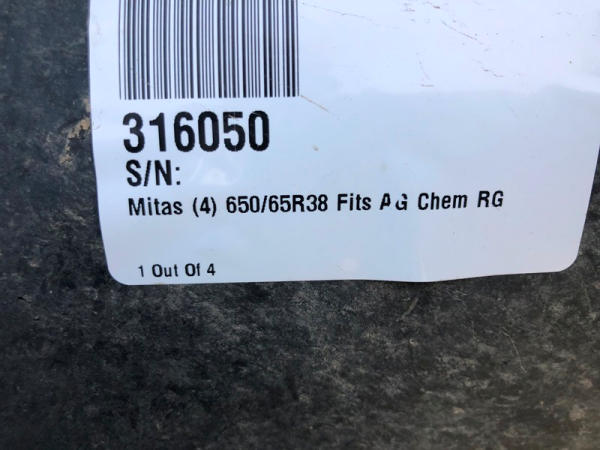 316050
S/N:
Mitas (4) 650/65R38 Fits AG Chem RG
1 Out Of 4